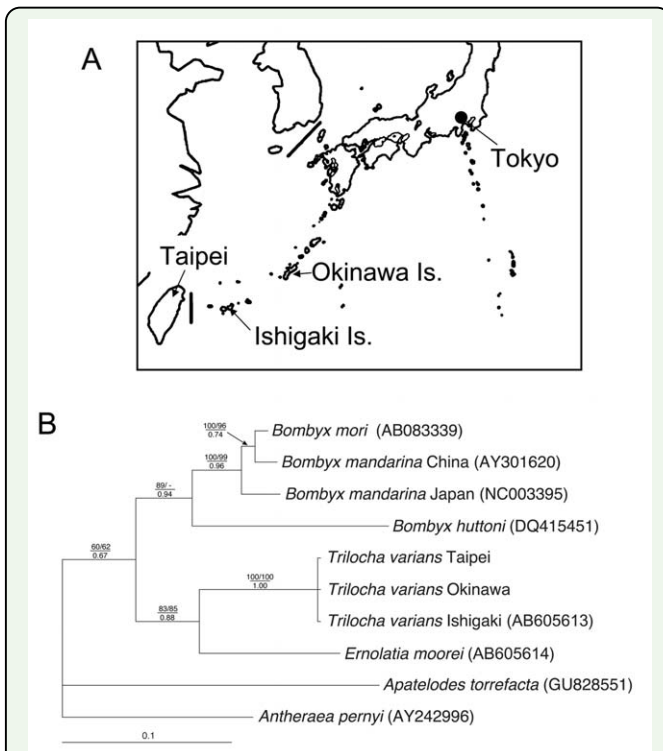 A
Tokyo
Taipei
Okinawa Is.
Ishigaki Is.
B
100/96
0.74
Bombyx mori (AB083339)
100/99
0.96
Bombyx mandarina China (AY301620)
Bombyx mandarina Japan (NC003395)
89/ -
0.94
Bombyx huttoni (DQ415451)
60/62
0.67
Trilocha varians Taipei
100/100
1.00
Trilocha varians Okinawa
Trilocha varians Ishigaki (AB605613)
83/85
0.88
Ernolatia moorei (AB605614)
Apatelodes torrefacta (GU828551)
Antheraea pernyi (AY242996)
0.1